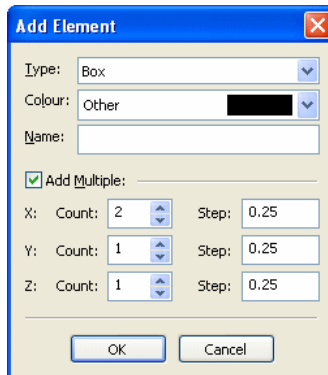 Add Element
Type: Box
Colour: Other
Name:
Add Multiple:
X: Count: 2 Step: 0.25
Y: Count: 1 Step: 0.25
Z: Count: 1 Step: 0.25
OK Cancel